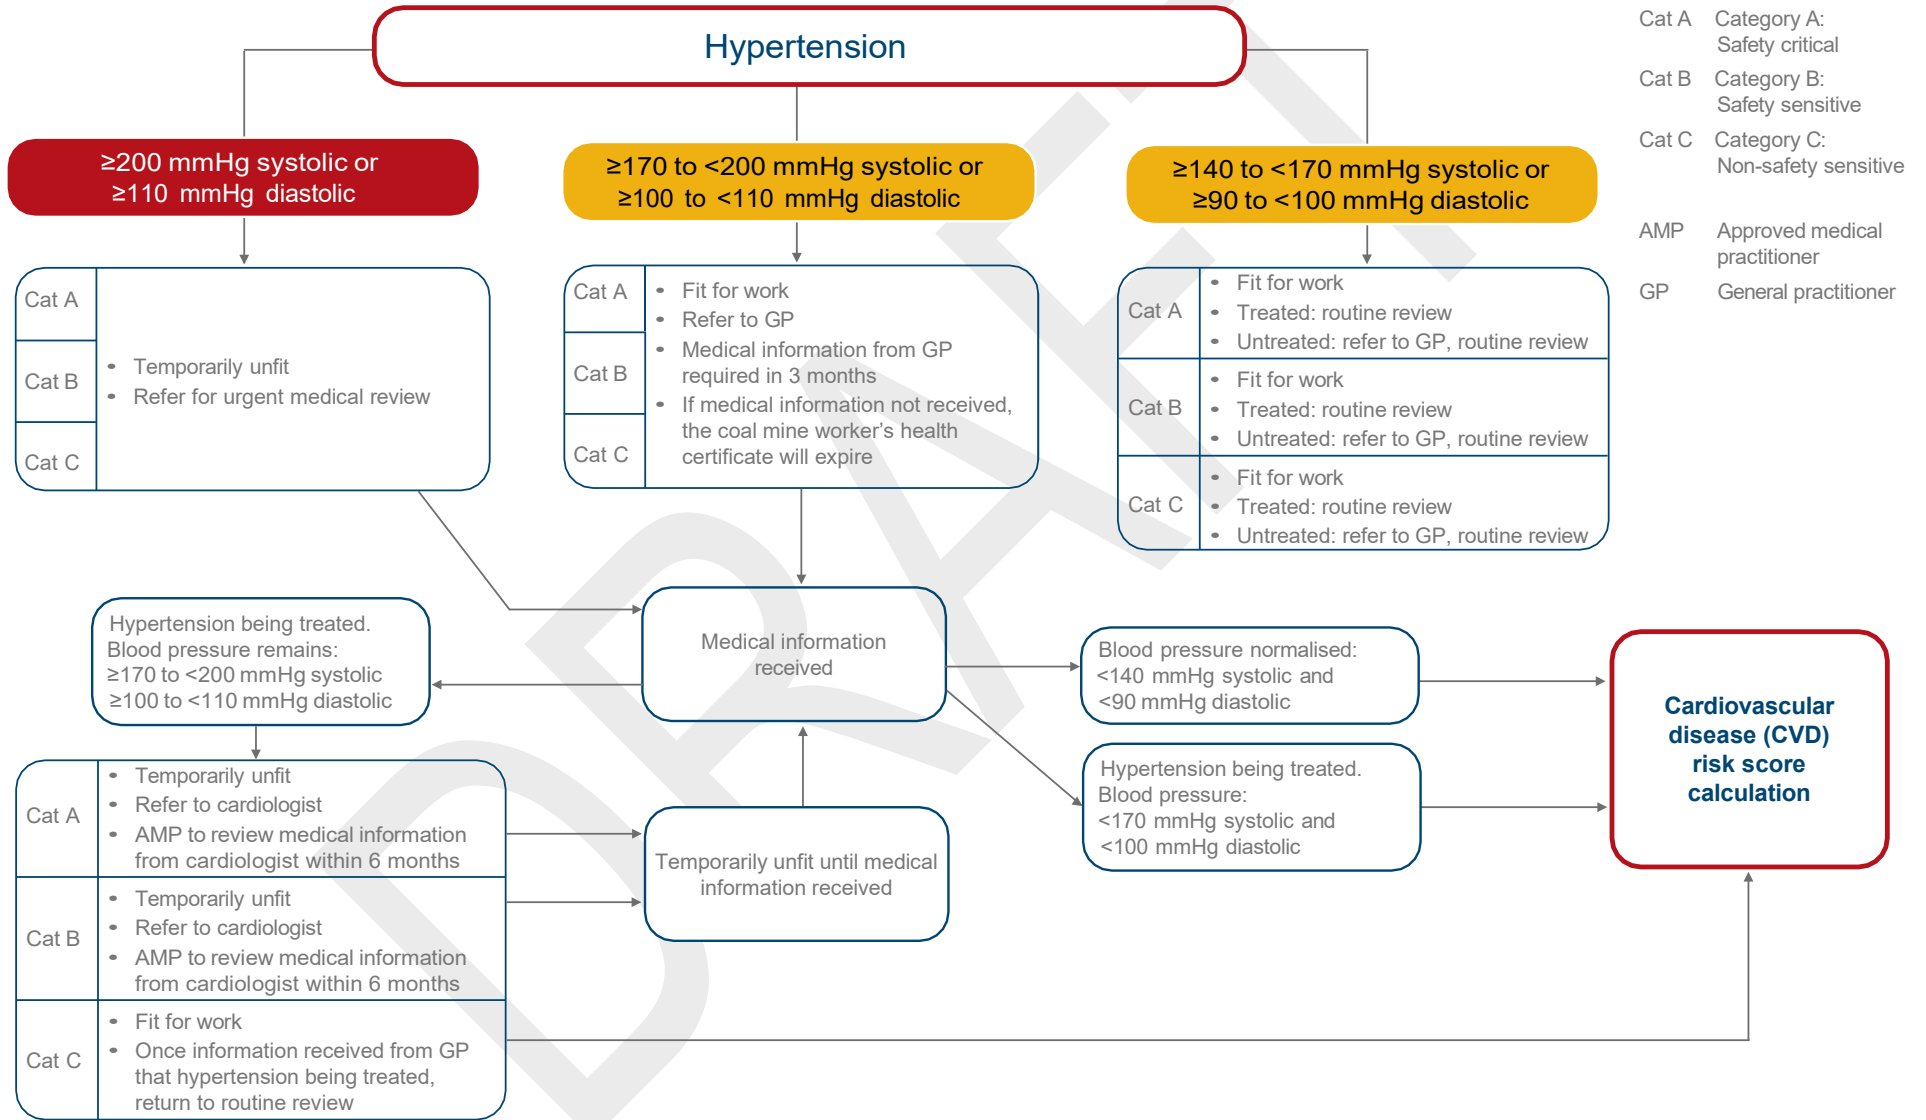 Hypertension
Cat A Category A:
Safety critical
Cat B Category B:
Safety sensitive
Cat C Category C:
Non-safety sensitive
AMP Approved medical
practitioner
GP General practitioner
≥200 mmHg systolic or
≥110 mmHg diastolic
≥170 to <200 mmHg systolic or
≥100 to <110 mmHg diastolic
≥140 to <170 mmHg systolic or
≥90 to <100 mmHg diastolic
Cat A
Cat B
Cat C
• Temporarily unfit
• Refer for urgent medical review
Cat A
Cat B
Cat C
• Fit for work
• Refer to GP
• Medical information from GP
required in 3 months
• If medical information not received,
the coal mine worker’s health
certificate will expire
Cat A
• Fit for work
• Treated: routine review
• Untreated: refer to GP, routine review
Cat B
• Fit for work
• Treated: routine review
• Untreated: refer to GP, routine review
Cat C
• Fit for work
• Treated: routine review
• Untreated: refer to GP, routine review
Hypertension being treated.
Blood pressure remains:
≥170 to <200 mmHg systolic
≥100 to <110 mmHg diastolic
Medical information
received
Blood pressure normalised:
<140 mmHg systolic and
<90 mmHg diastolic
Hypertension being treated.
Blood pressure:
<170 mmHg systolic and
<100 mmHg diastolic
Cardiovascular
disease (CVD)
risk score
calculation
Cat A
• Temporarily unfit
• Refer to cardiologist
• AMP to review medical information
from cardiologist within 6 months
Cat B
• Temporarily unfit
• Refer to cardiologist
• AMP to review medical information
from cardiologist within 6 months
Cat C
• Fit for work
• Once information received from GP
that hypertension being treated,
return to routine review
Temporarily unfit until medical
information received
DRAFT